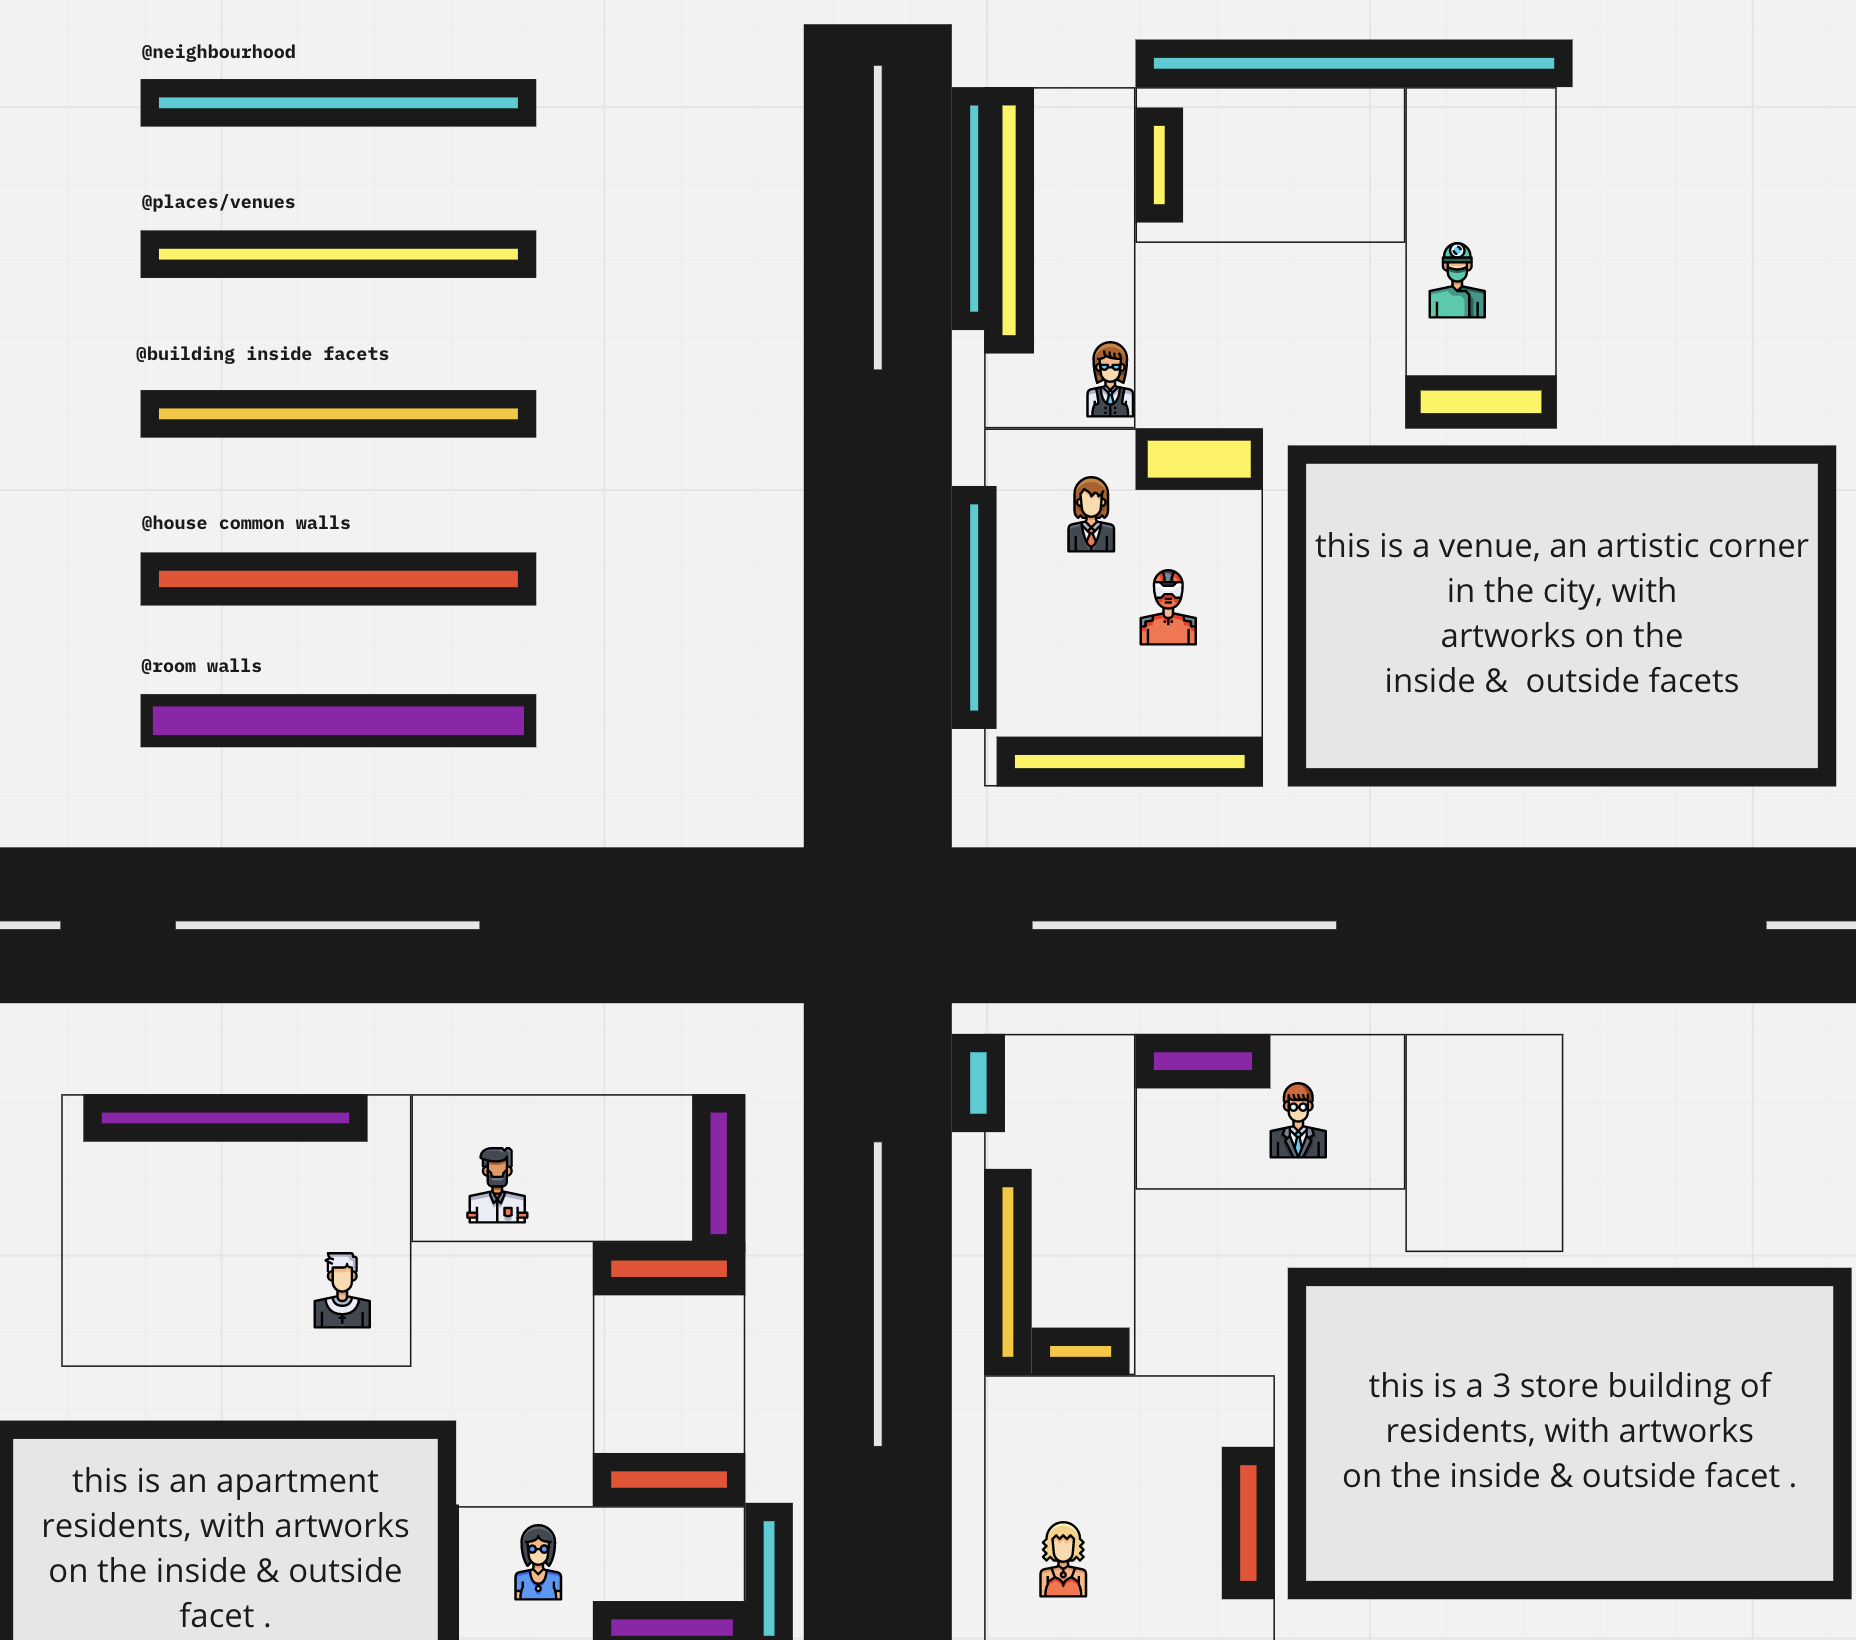 @neighbourhood
@places/venues
@building inside facets
@house common walls
@room walls
this is a venue, an artistic corner
in the city, with
artworks on the
inside &  outside facets
this is an apartment
residents, with artworks
on the inside & outside
facet .
this is a 3 store building of
residents, with artworks
on the inside & outside facet .